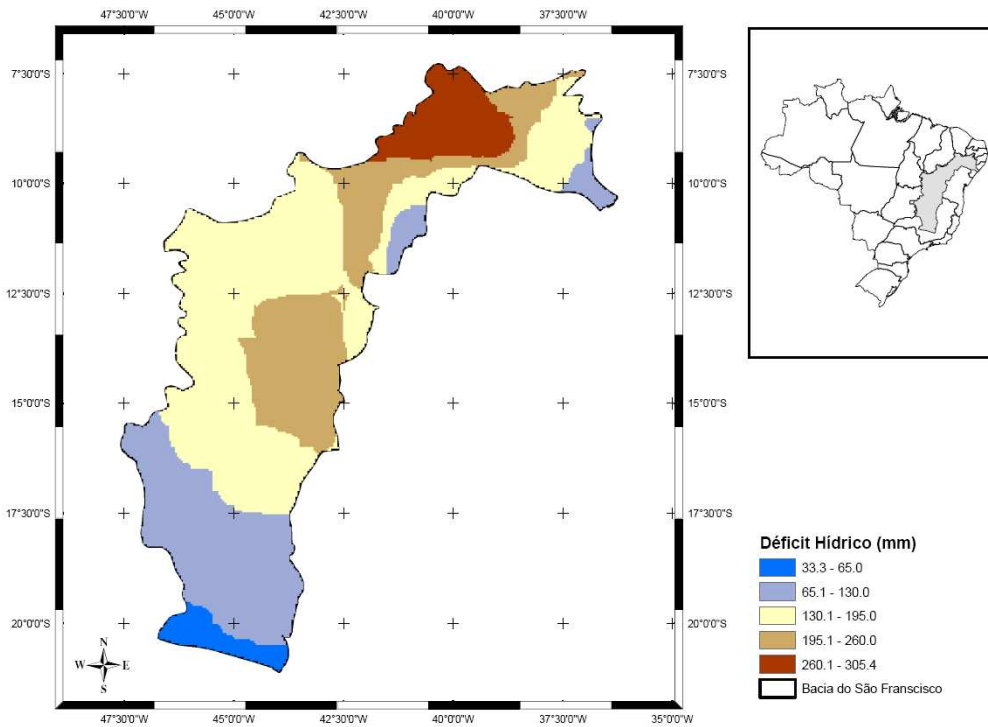 45°0'0"W 42°30'0"W 40°0'0"W 37°30'0"W
7°30'0"S 7°30'0"S
10°0'0"S 10°0'0"S
12°30'0"S 12°30'0"S
15°0'0"S 15°0'0"S
17°30'0"S 17°30'0"S
20°0'0"S 20°0'0"S
N
W E
S
47°30'0"W 45°0'0"W 42°30'0"W 40°0'0"W 37°30'0"W 35°0'0"W
Déficit Hídrico (mm)
33.3 - 65.0
65.1 - 130.0
130.1 - 195.0
195.1 - 260.0
260.1 - 305.4
Bacia do São Franscisco